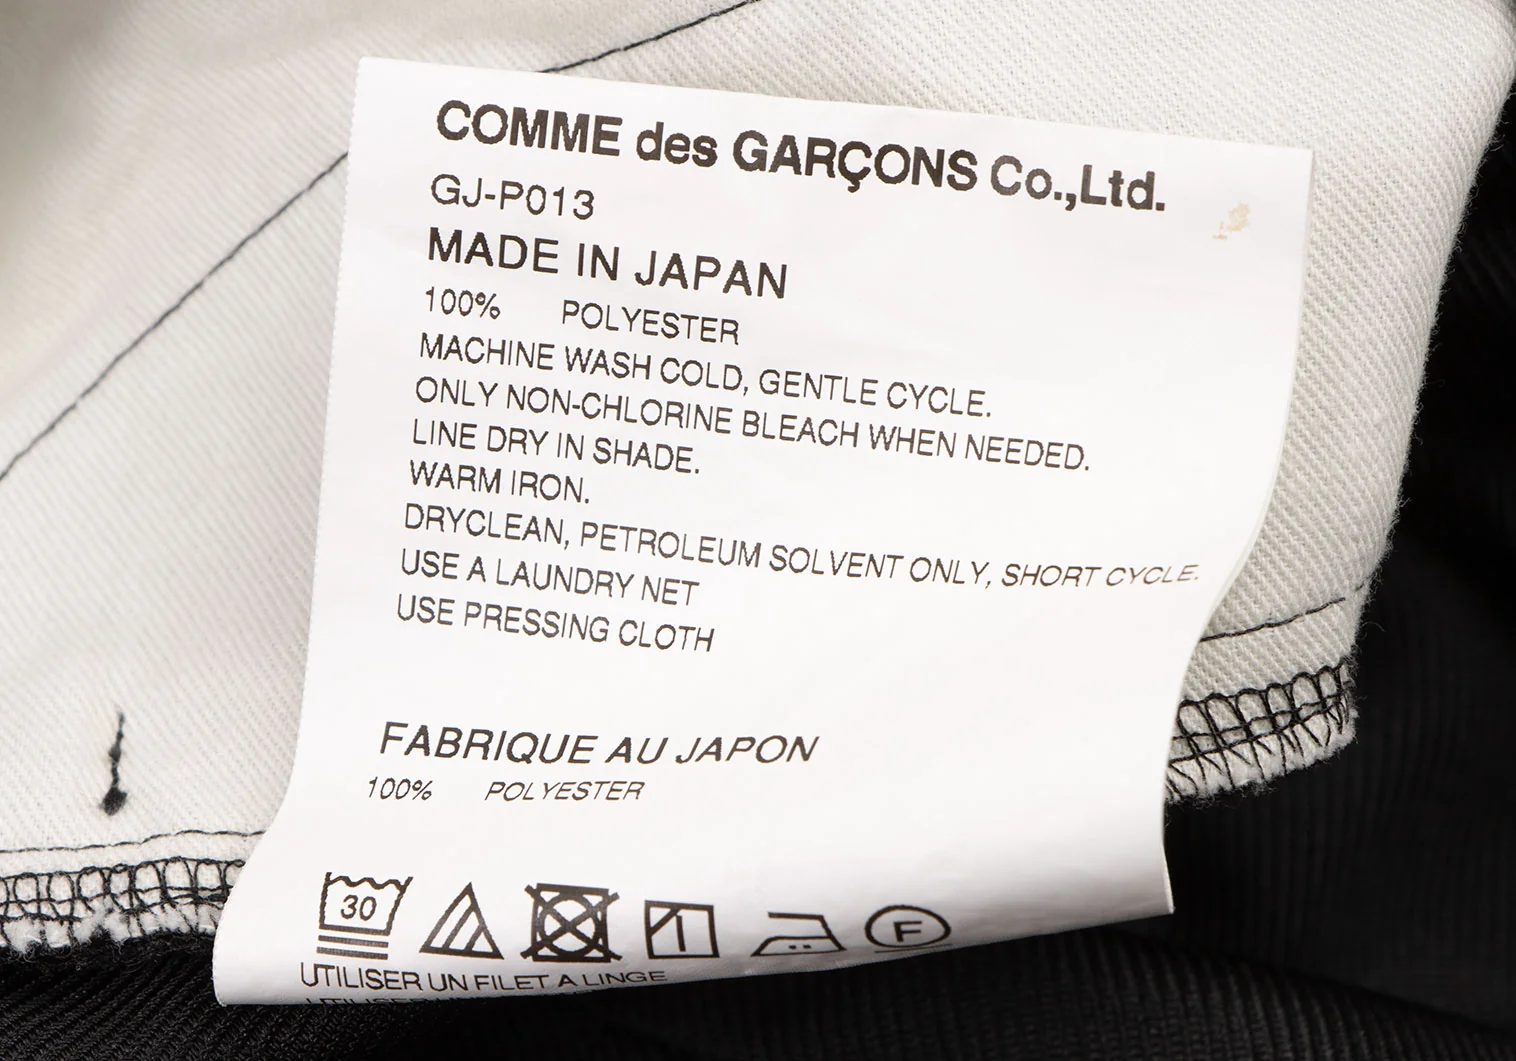 COMME des GARÇONS Co.,Ltd.
GJ-P013
MADE IN JAPAN
100% POLYESTER
MACHINE WASH COLD, GENTLE CYCLE.
ONLY NON-CHLORINE BLEACH WHEN NEEDED.
LINE DRY IN SHADE.
WARM IRON.
DRYCLEAN, PETROLEUM SOLVENT ONLY, SHORT CYCLE.
USE A LAUNDRY NET
USE PRESSING CLOTH
FABRIQUE AU JAPON
100% POLYESTER
30 F
UTILISER UN FILET A LINGE